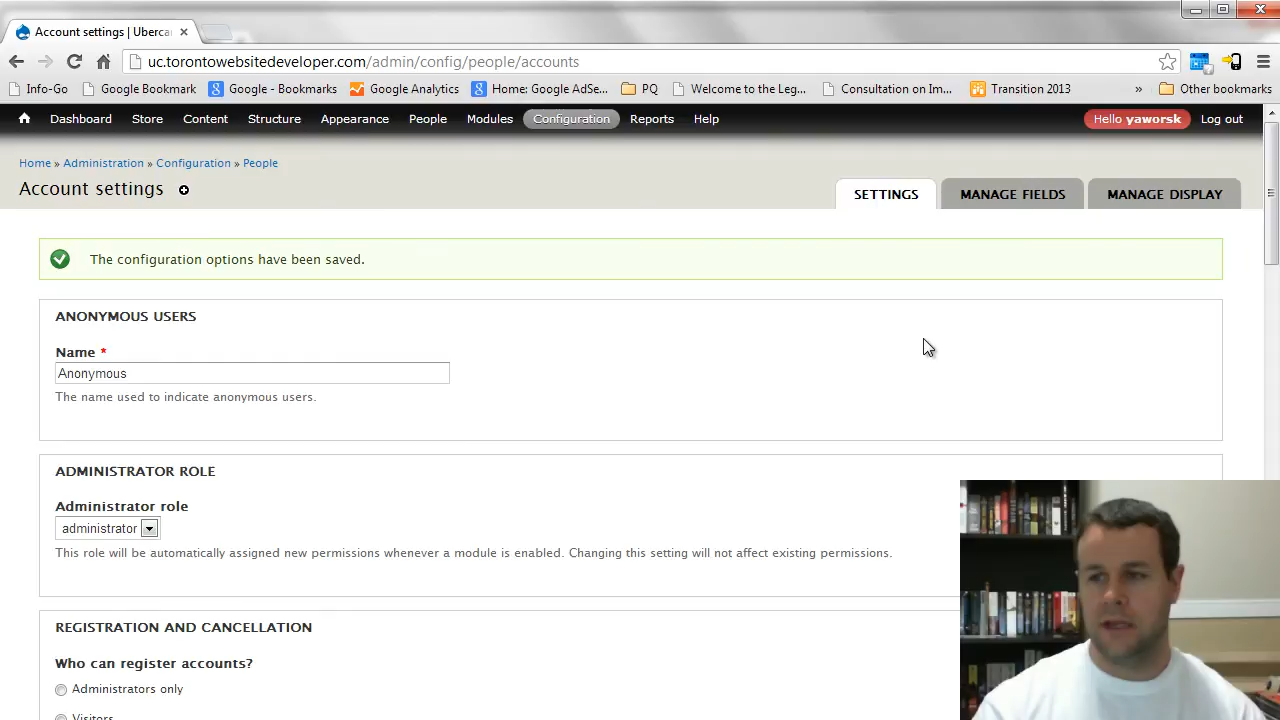 Account settings | Uberca
uc.torontowebsitedeveloper.com/admin/config/people/accounts
Info-Go Google Bookmark Google - Bookmarks Google Analytics Home: Google AdSe... PQ Welcome to the Leg... Consultation on Im... Transition 2013 » Other bookmarks
Dashboard Store Content Structure Appearance People Modules Configuration Reports Help Hello yaworsk Log out
Home » Administration » Configuration » People
Account settings
SETTINGS MANAGE FIELDS MANAGE DISPLAY
The configuration options have been saved.
ANONYMOUS USERS
Name *
Anonymous
The name used to indicate anonymous users.
ADMINISTRATOR ROLE
Administrator role
administrator
This role will be automatically assigned new permissions whenever a module is enabled. Changing this setting will not affect existing permissions.
REGISTRATION AND CANCELLATION
Who can register accounts?
Administrators only
Visitors